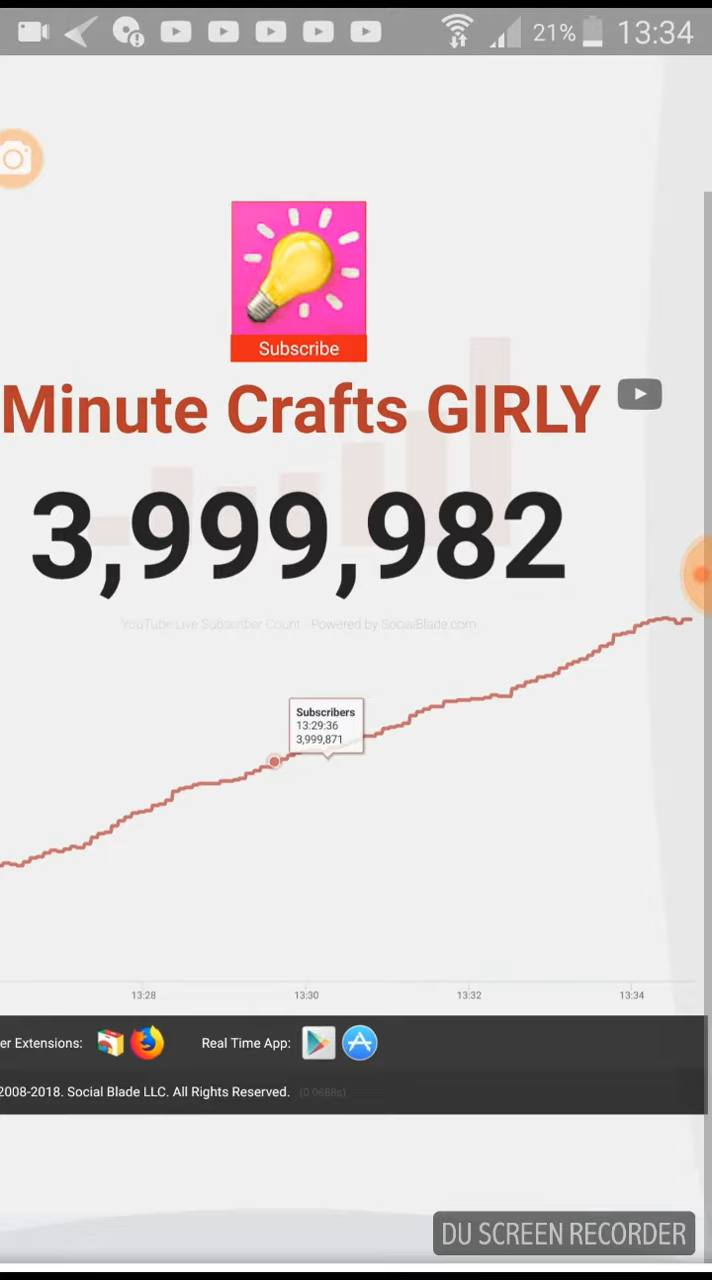 21% 13:34
Subscribe
Minute Crafts GIRLY
3,999,982
YouTube Live Subscriber Count - Powered by SocialBlade.com
Subscribers
13:29:36
3,999,871
13:28 13:30 13:32 13:34
er Extensions: Real Time App:
2008-2018. Social Blade LLC. All Rights Reserved. (0.0688s)
DU SCREEN RECORDER